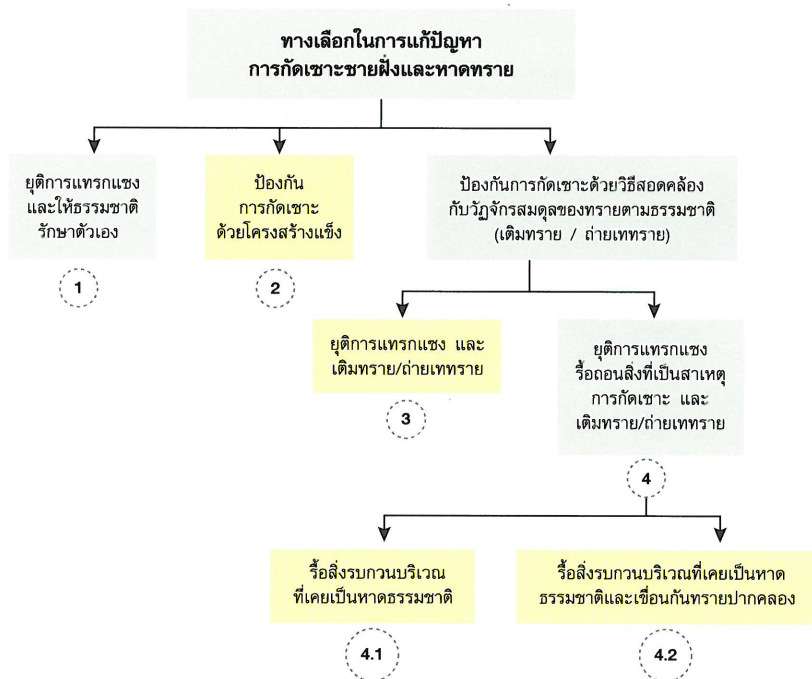 ทางเลือกในการแก้ปัญหา
การกัดเซาะชายฝั่งและหาดทราย
ยุติการแทรกแซง
และให้ธรรมชาติ
รักษาตัวเอง
1
ป้องกัน
การกัดเซาะ
ด้วยโครงสร้างแข็ง
2
ป้องกันการกัดเซาะด้วยวิธีสอดคล้อง
กับวัฏจักรสมดุลของทรายตามธรรมชาติ
(เติมทราย / ถ่ายเททราย)
ยุติการแทรกแซง และ
เติมทราย/ถ่ายเททราย
3
ยุติการแทรกแซง
รื้อถอนสิ่งที่เป็นสาเหตุ
การกัดเซาะ และ
เติมทราย/ถ่ายเททราย
4
รื้อสิ่งรบกวนบริเวณ
ที่เคยเป็นหาดธรรมชาติ
4.1
รื้อสิ่งรบกวนบริเวณที่เคยเป็นหาด
ธรรมชาติและเขื่อนกันทรายปากคลอง
4.2